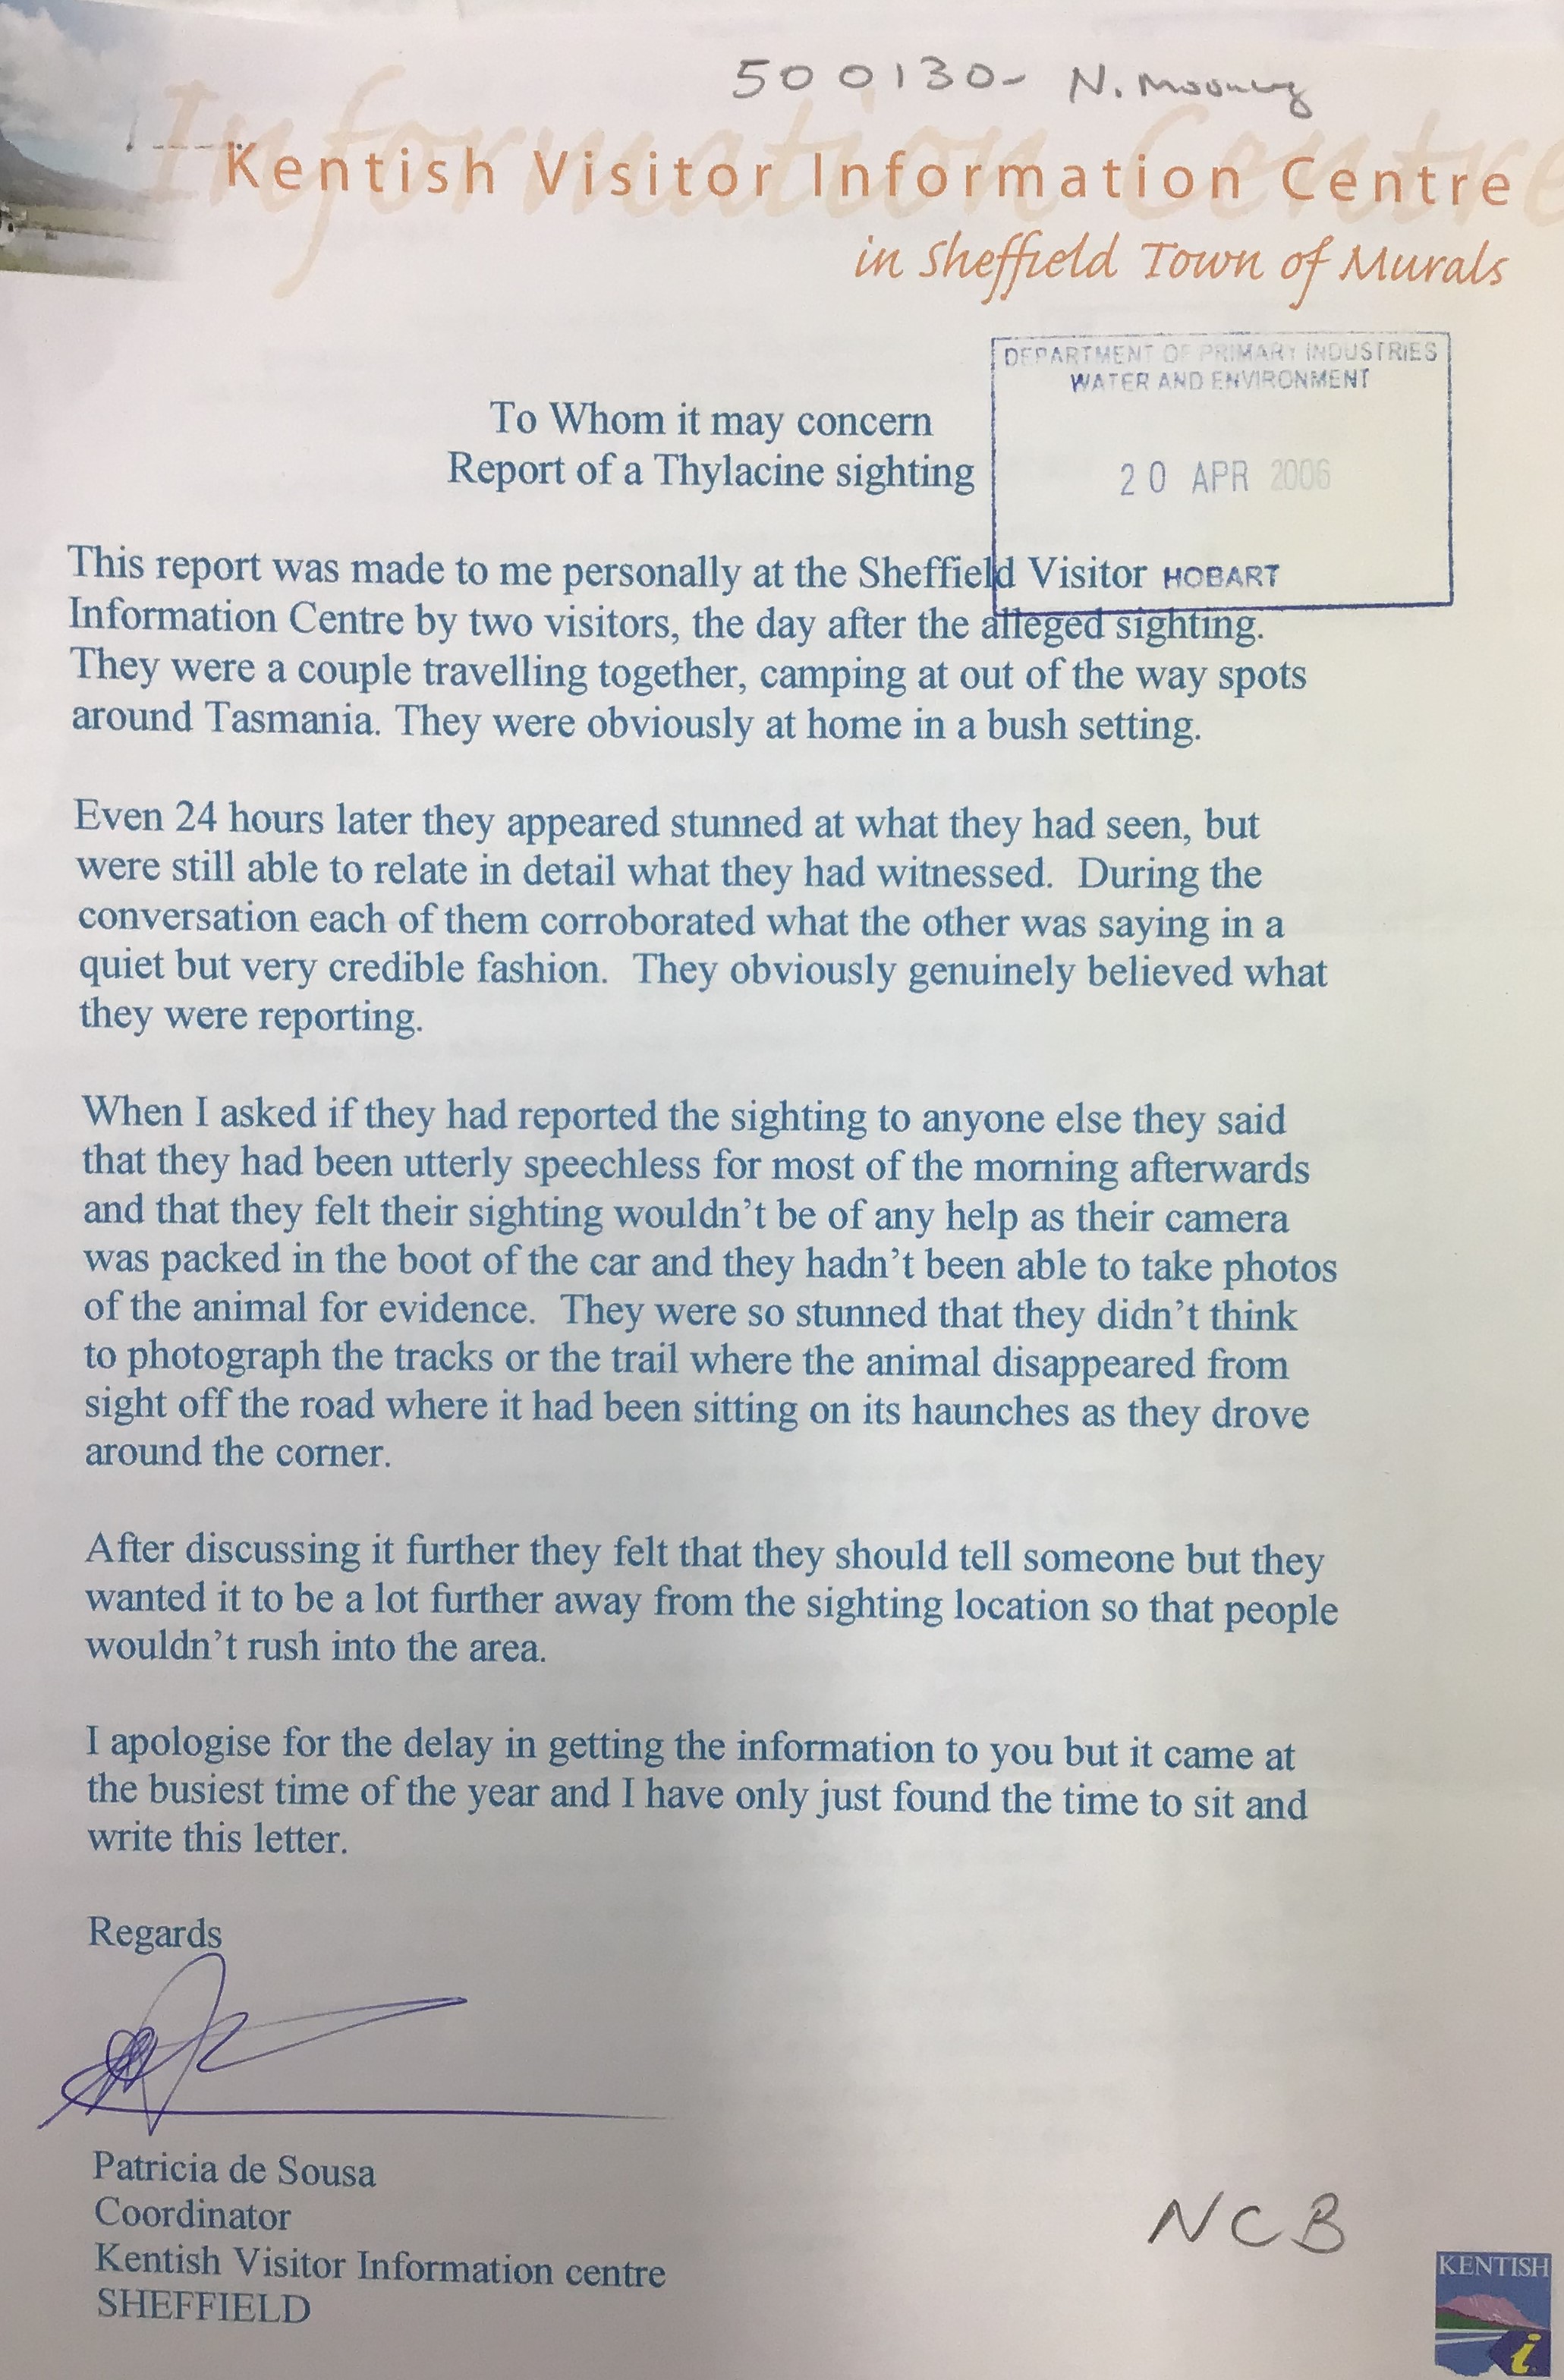 500130- N. Mooney
Information Centre
Kentish Visitor Information Centre
in Sheffield Town of Murals
DEPARTMENT OF PRIMARY INDUSTRIES
WATER AND ENVIRONMENT
20 APR 2006
HOBART
To Whom it may concern
Report of a Thylacine sighting
This report was made to me personally at the Sheffield Visitor
Information Centre by two visitors, the day after the alleged sighting.
They were a couple travelling together, camping at out of the way spots
around Tasmania. They were obviously at home in a bush setting.
Even 24 hours later they appeared stunned at what they had seen, but
were still able to relate in detail what they had witnessed.  During the
conversation each of them corroborated what the other was saying in a
quiet but very credible fashion.  They obviously genuinely believed what
they were reporting.
When I asked if they had reported the sighting to anyone else they said
that they had been utterly speechless for most of the morning afterwards
and that they felt their sighting wouldn't be of any help as their camera
was packed in the boot of the car and they hadn't been able to take photos
of the animal for evidence.  They were so stunned that they didn't think
to photograph the tracks or the trail where the animal disappeared from
sight off the road where it had been sitting on its haunches as they drove
around the corner.
After discussing it further they felt that they should tell someone but they
wanted it to be a lot further away from the sighting location so that people
wouldn't rush into the area.
I apologise for the delay in getting the information to you but it came at
the busiest time of the year and I have only just found the time to sit and
write this letter.
Regards
Patricia de Sousa
Coordinator
Kentish Visitor Information centre
SHEFFIELD
NCB
KENTISH
i